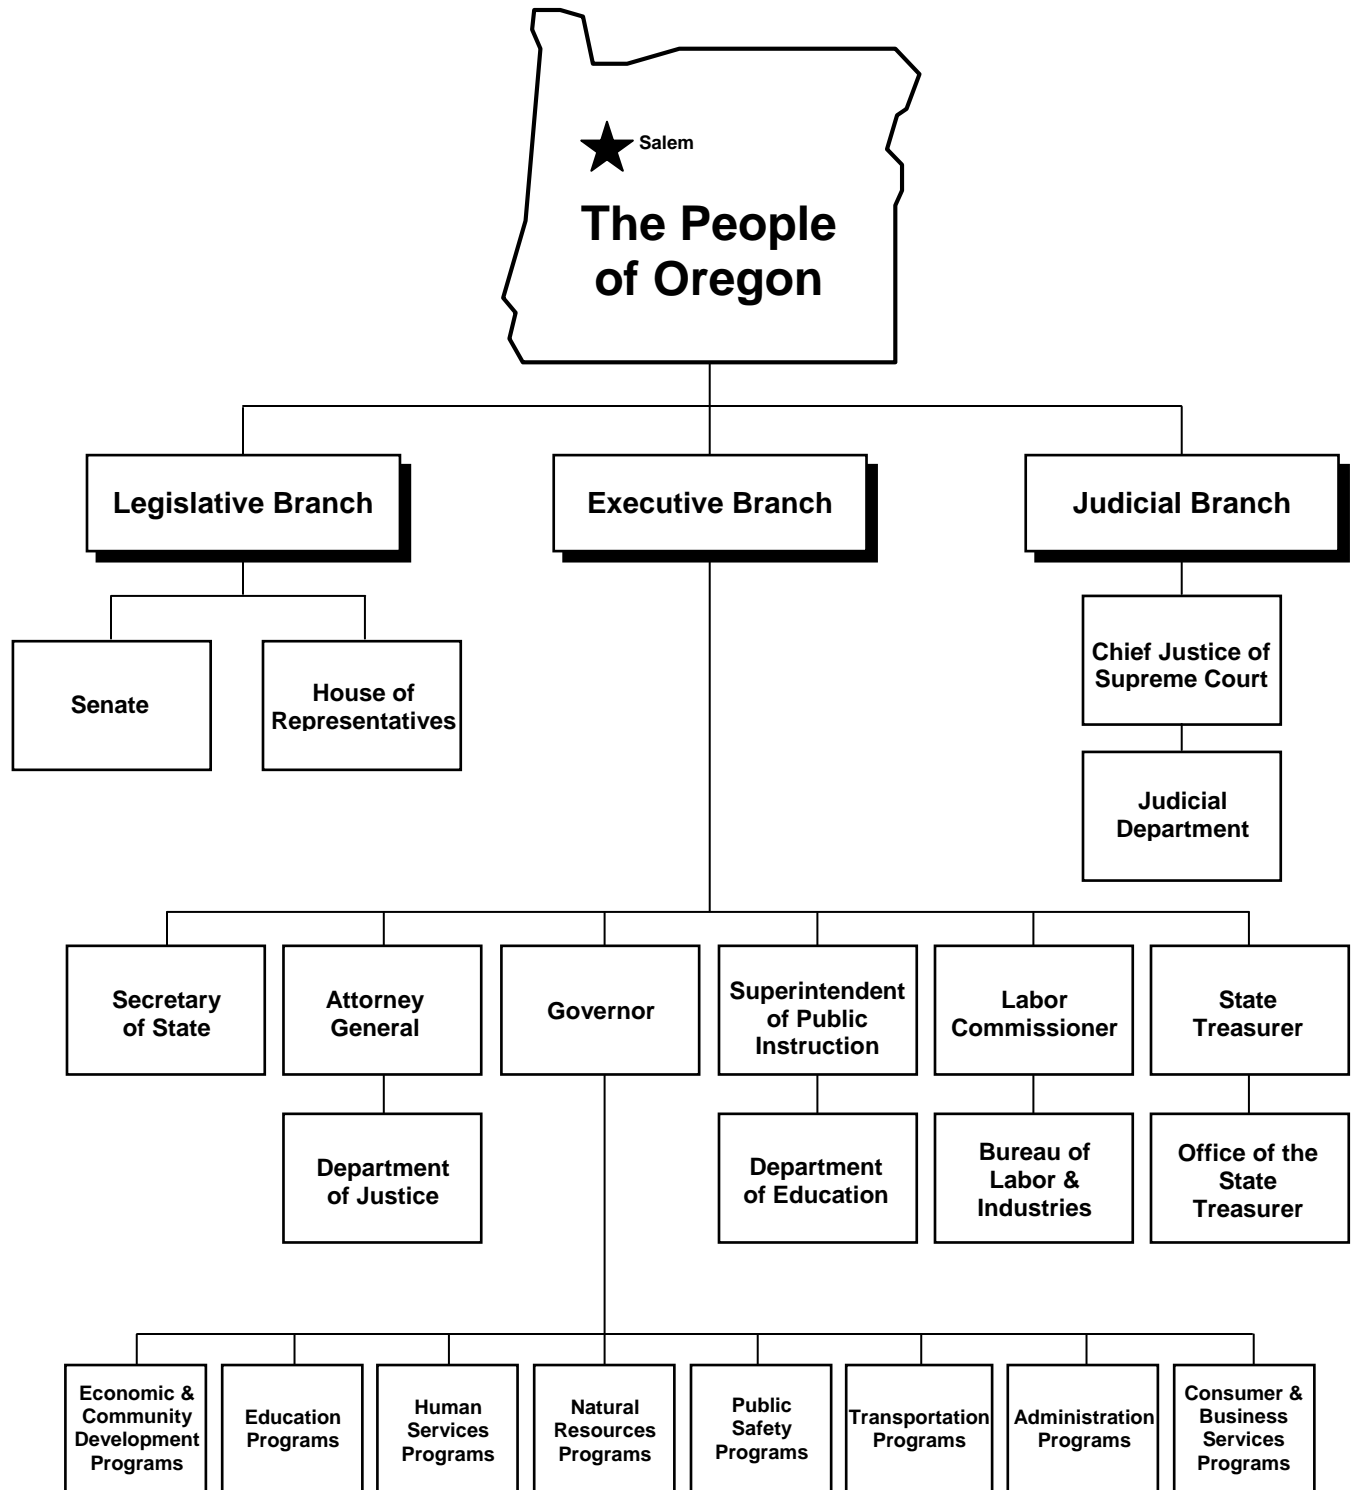 Salem
The People
of Oregon
Legislative Branch
Executive Branch
Judicial Branch
Senate
House of
Representatives
Chief Justice of
Supreme Court
Judicial
Department
Secretary
of State
Attorney
General
Governor
Superintendent
of Public
Instruction
Labor
Commissioner
State
Treasurer
Department
of Justice
Department
of Education
Bureau of
Labor &
Industries
Office of the
State
Treasurer
Economic &
Community
Development
Programs
Education
Programs
Human
Services
Programs
Natural
Resources
Programs
Public
Safety
Programs
Transportation
Programs
Administration
Programs
Consumer &
Business
Services
Programs